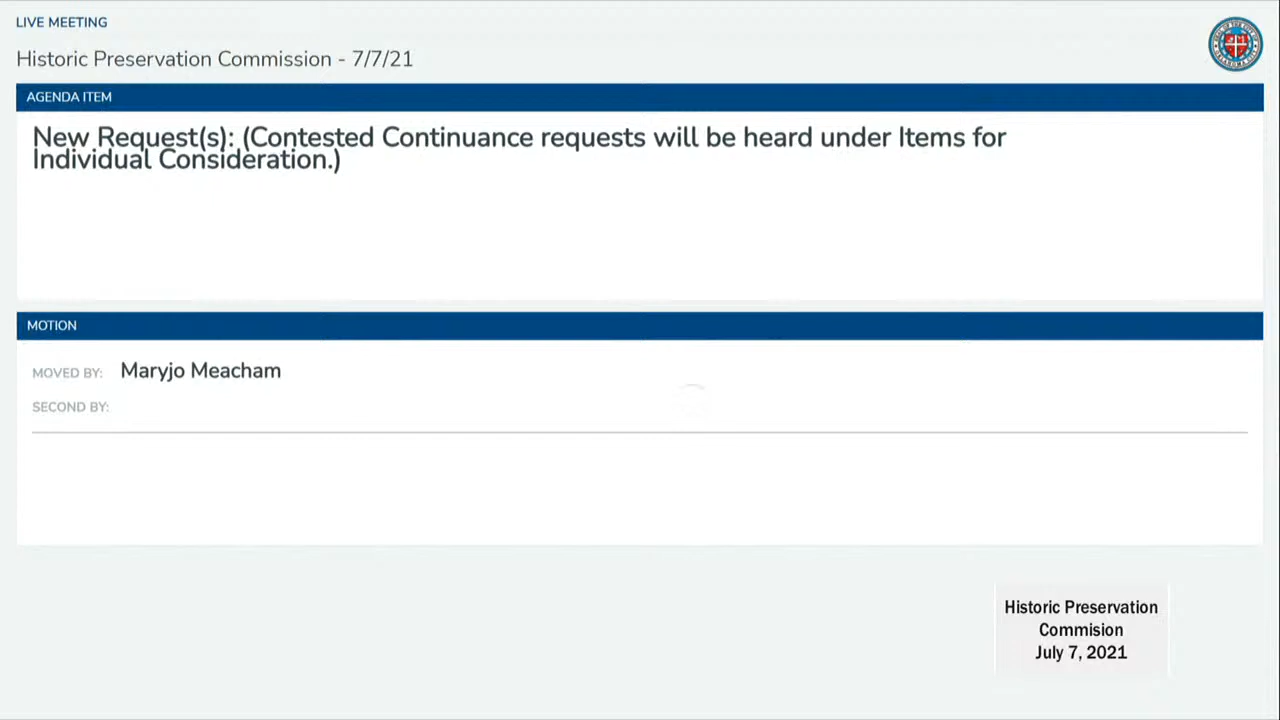 LIVE MEETING
Historic Preservation Commission - 7/7/21
AGENDA ITEM
New Request(s): (Contested Continuance requests will be heard under Items for
Individual Consideration.)
MOTION
MOVED BY: Maryjo Meacham
SECOND BY:
Historic Preservation
Commision
July 7, 2021